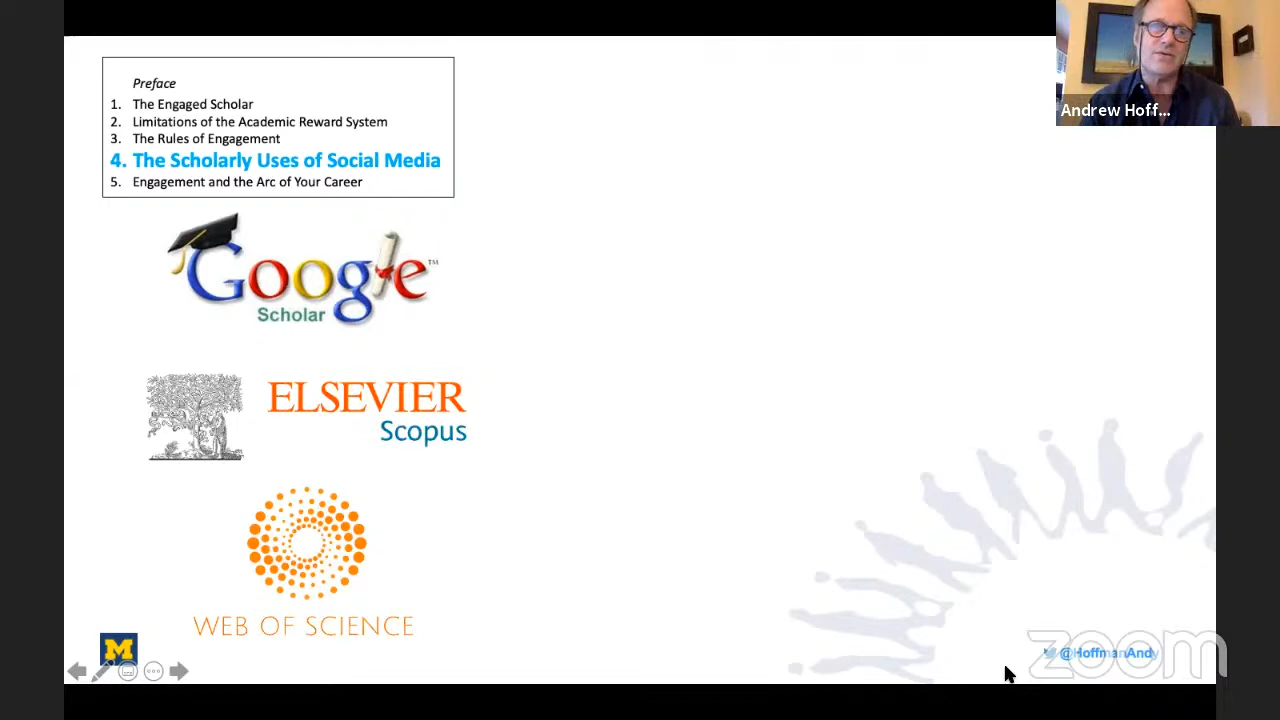 Preface
1. The Engaged Scholar
2. Limitations of the Academic Reward System
3. The Rules of Engagement
4. The Scholarly Uses of Social Media
5. Engagement and the Arc of Your Career
Google™
Scholar
ELSEVIER
Scopus
WEB OF SCIENCE
M
@HoffmanAndy
zoom
Andrew Hoff...